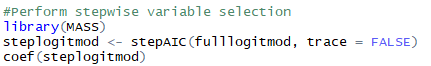 #Perform stepwise variable selection
library(MASS)
steplogitmod <- stepAIC(fulllogitmod, trace = FALSE)
coef(steplogitmod)